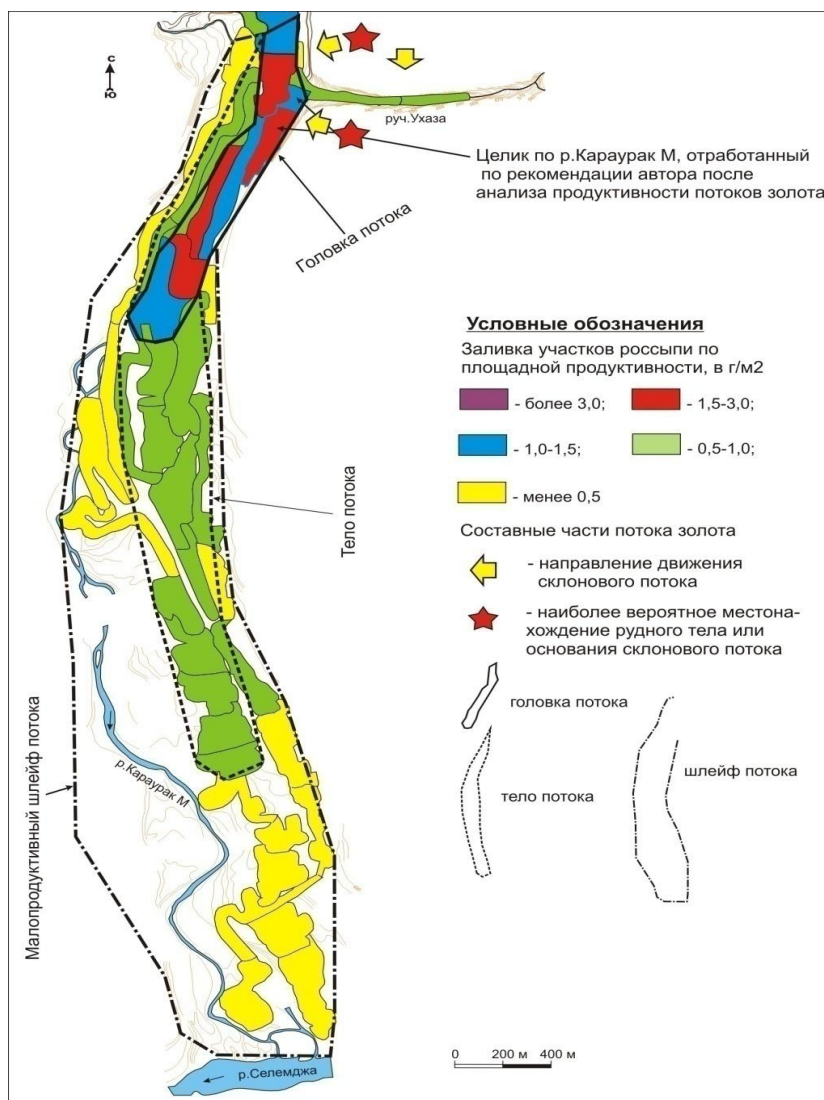 с
ю
руч.Ухаза
Целик по р.Караурак М, отработанный
по рекомендации автора после
анализа продуктивности потоков золота
Головка потока
Условные обозначения
Заливка участков россыпи по
площадной продуктивности, в г/м2
- более 3,0;
- 1,5-3,0;
- 1,0-1,5;
- 0,5-1,0;
- менее 0,5
Составные части потока золота
- направление движения
склонового потока
- наиболее вероятное местона-
хождение рудного тела или
основания склонового потока
головка потока
тело потока
шлейф потока
Тело потока
Малопродуктивный шлейф потока
р.Караурак М
р.Селемджа
0 200 м 400 м